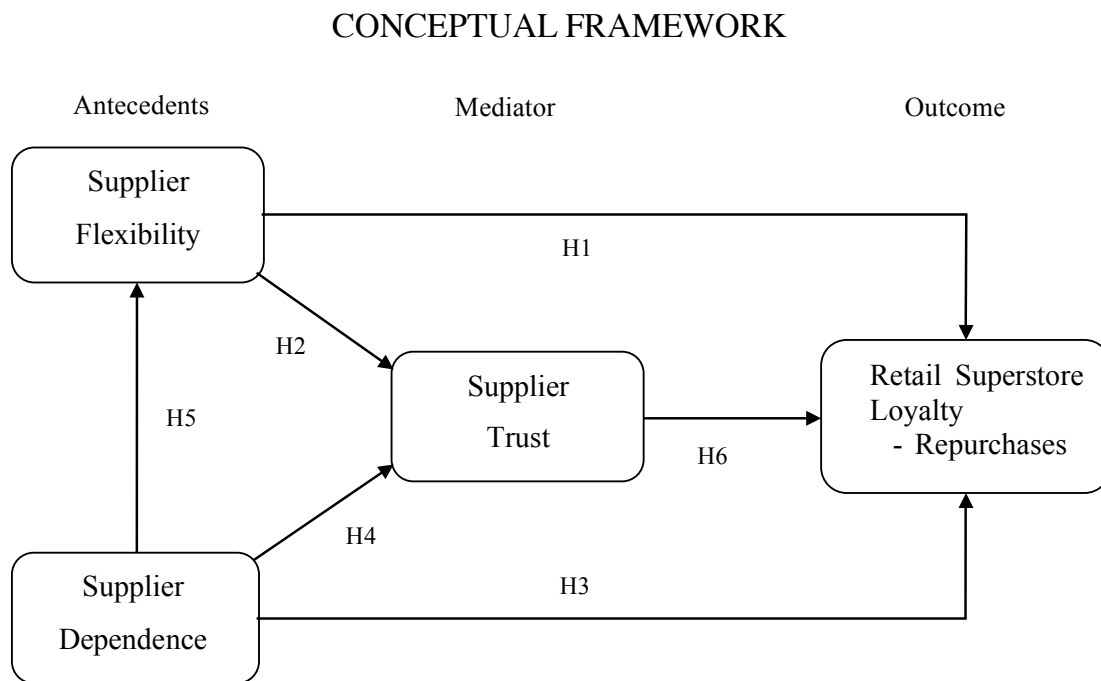 CONCEPTUAL FRAMEWORK
Antecedents
Mediator
Outcome
Supplier
Flexibility
H1
H2
Supplier
Trust
Retail Superstore
Loyalty
- Repurchases
H5
H6
H4
Supplier
Dependence
H3